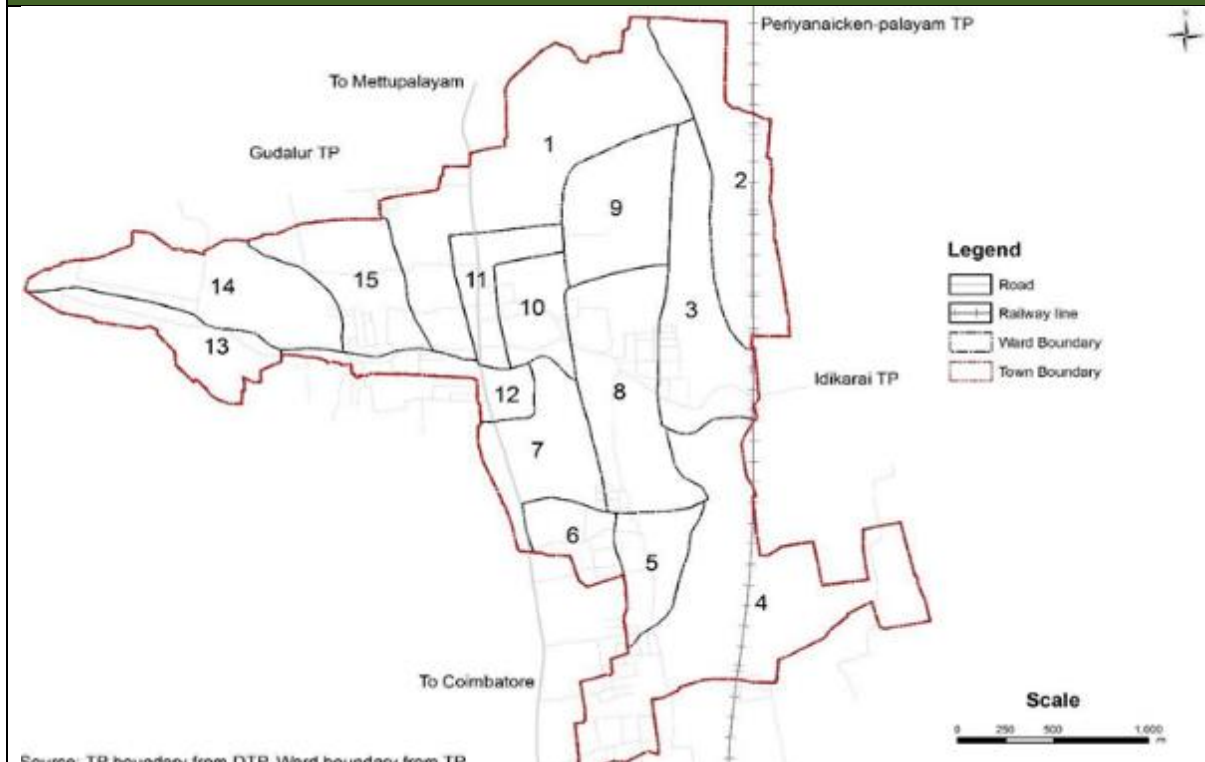 Periyanaicken-palayam TP
N
To Mettupalayam
Gudalur TP
1
2
9
14
15
11
10
3
13
12
8
Idikarai TP
7
6
5
4
To Coimbatore
Legend
Road
Railway line
Ward Boundary
Town Boundary
Scale
0 250 500 1,000
m
Source: TP boundary from DTP, Ward boundary from TP